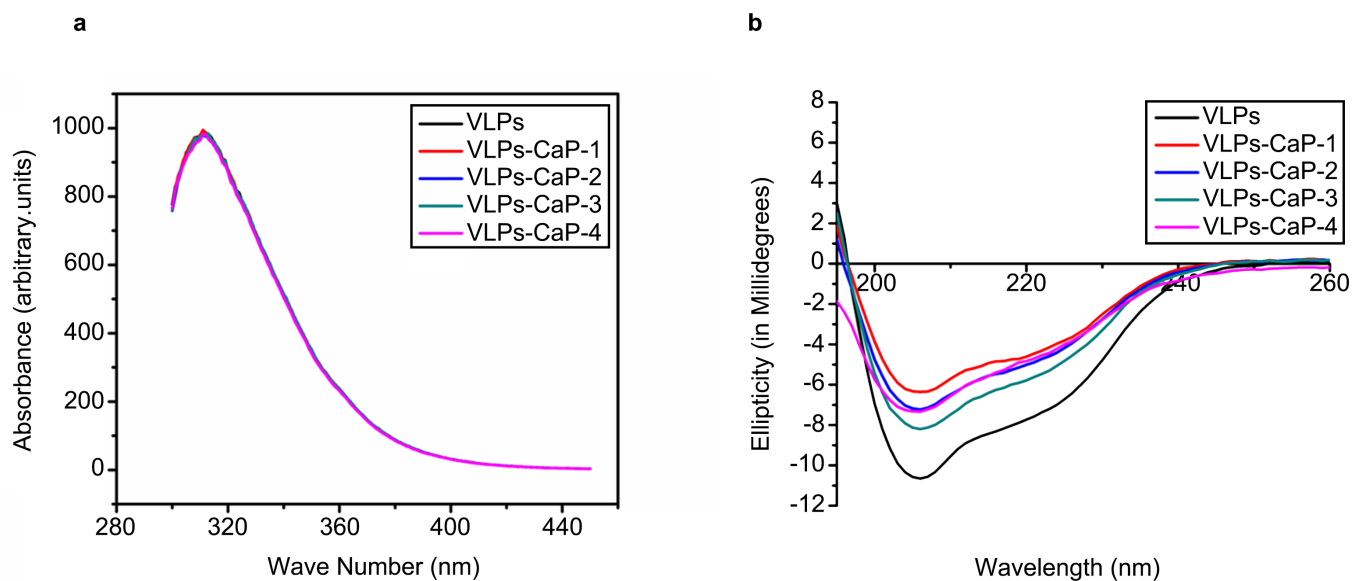 a
Absorbance (arbitrary.units)
1000
800
600
400
200
0
280
320
360
400
440
Wave Number (nm)
VLPs
VLPs-CaP-1
VLPs-CaP-2
VLPs-CaP-3
VLPs-CaP-4
b
Ellipticity (in Millidegrees)
8
6
4
2
0
-2
-4
-6
-8
-10
-12
200
220
240
260
Wavelength (nm)
VLPs
VLPs-CaP-1
VLPs-CaP-2
VLPs-CaP-3
VLPs-CaP-4